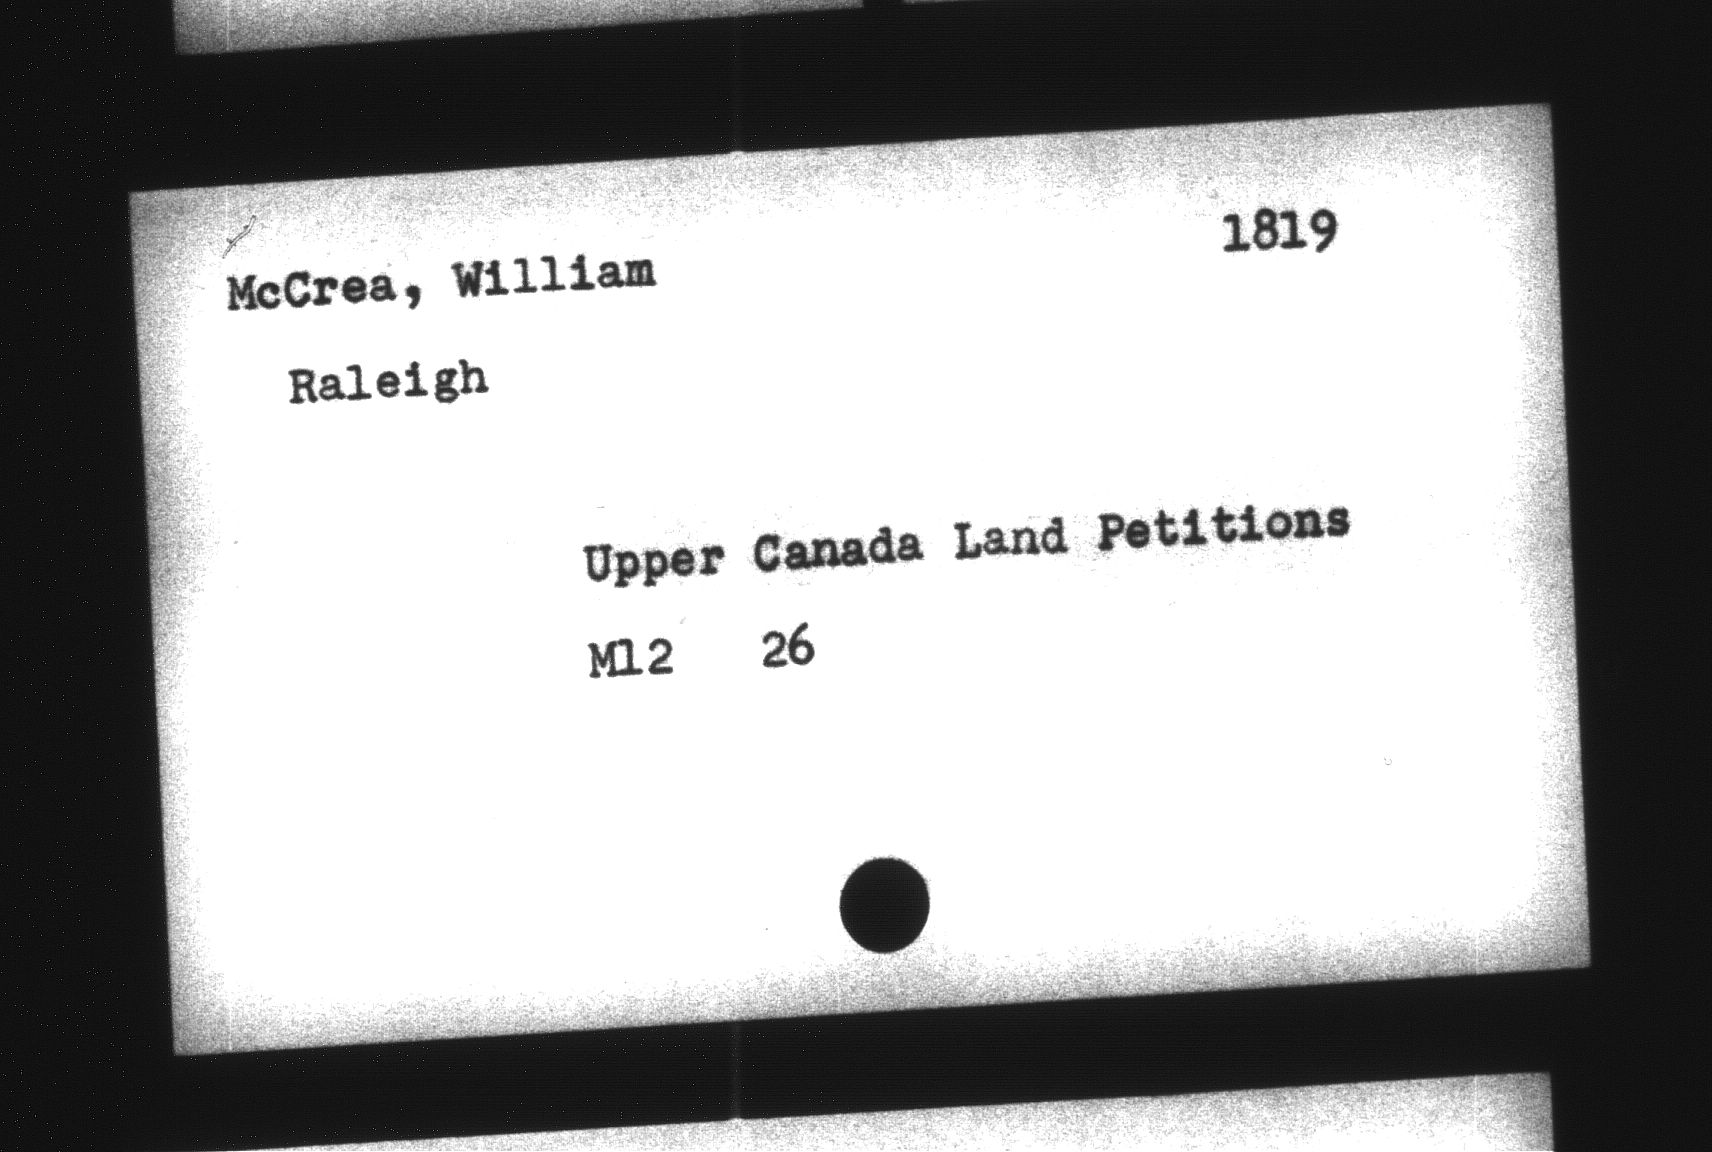 McCrea, William 1819
Raleigh
Upper Canada Land Petitions
M12 26